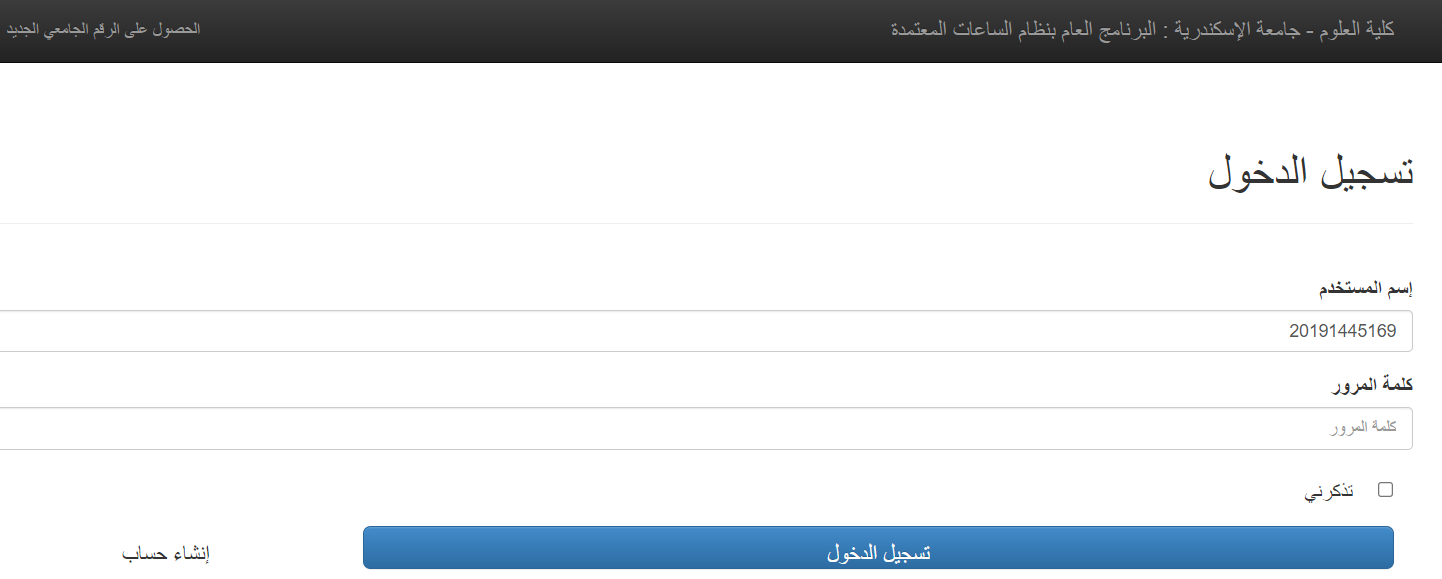 كلية العلوم - جامعة الإسكندرية : البرنامج العام بنظام الساعات المعتمدة
الحصول على الرقم الجامعي الجديد
تسجيل الدخول
إسم المستخدم
20191445169
كلمة المرور
كلمة المرور
تذكرني
تسجيل الدخول
إنشاء حساب